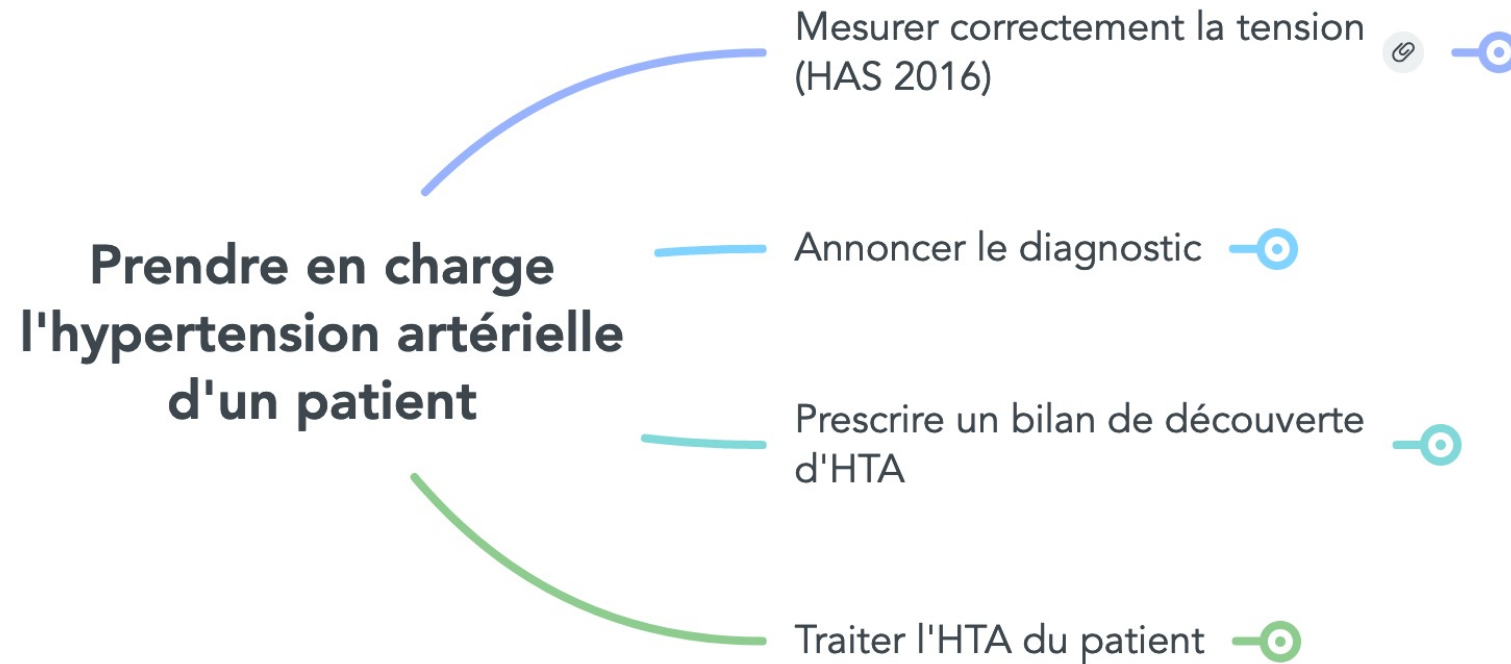 Mesurer correctement la tension
(HAS 2016)
Annoncer le diagnostic
Prendre en charge
l'hypertension artérielle
d'un patient
Prescrire un bilan de découverte
d'HTA
Traiter l'HTA du patient